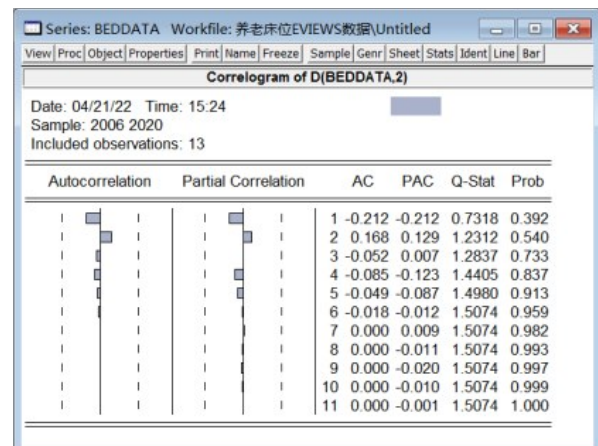 Series: BEDDATA Workfile: 养老床位EVIEWS数据\Untitled
View Proc Object Properties Print Name Freeze Sample Genr Sheet Stats Ident Line Bar
Correlogram of D(BEDDATA,2)
Date: 04/21/22 Time: 15:24
Sample: 2006 2020
Included observations: 13
Autocorrelation Partial Correlation AC PAC Q-Stat Prob
1 -0.212 -0.212 0.7318 0.392
2 0.168 0.129 1.2312 0.540
3 -0.052 0.007 1.2837 0.733
4 -0.085 -0.123 1.4405 0.837
5 -0.049 -0.087 1.4980 0.913
6 -0.018 -0.012 1.5074 0.959
7 0.000 0.009 1.5074 0.982
8 0.000 -0.011 1.5074 0.993
9 0.000 -0.020 1.5074 0.997
10 0.000 -0.010 1.5074 0.999
11 0.000 -0.001 1.5074 1.000